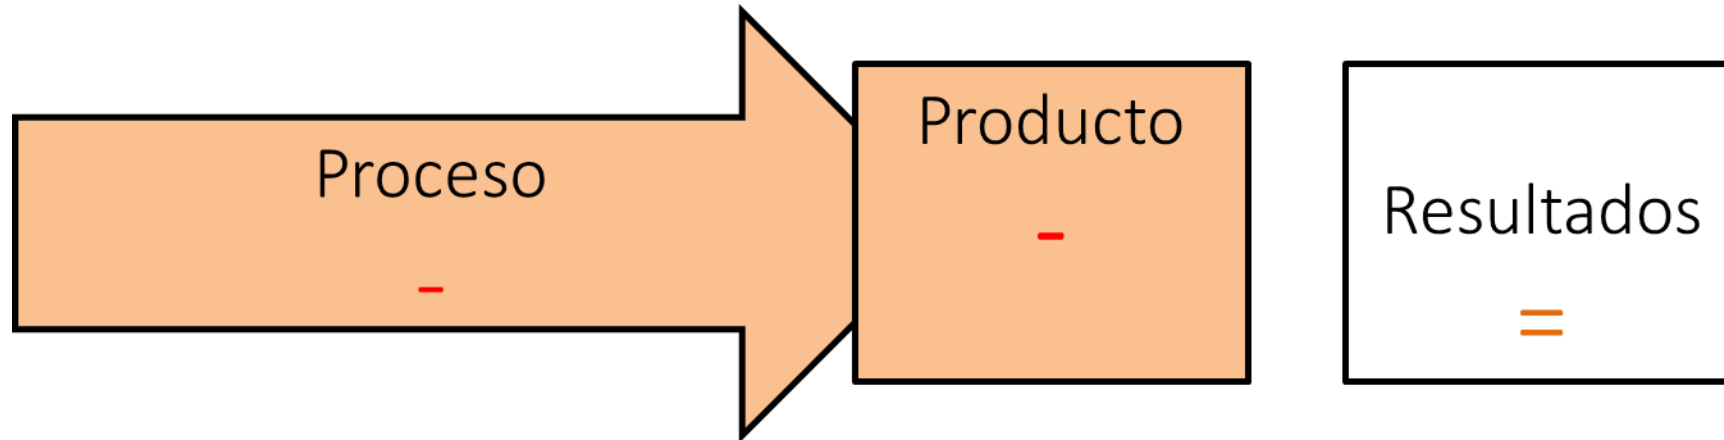 Proceso
-
Producto
-
Resultados
=